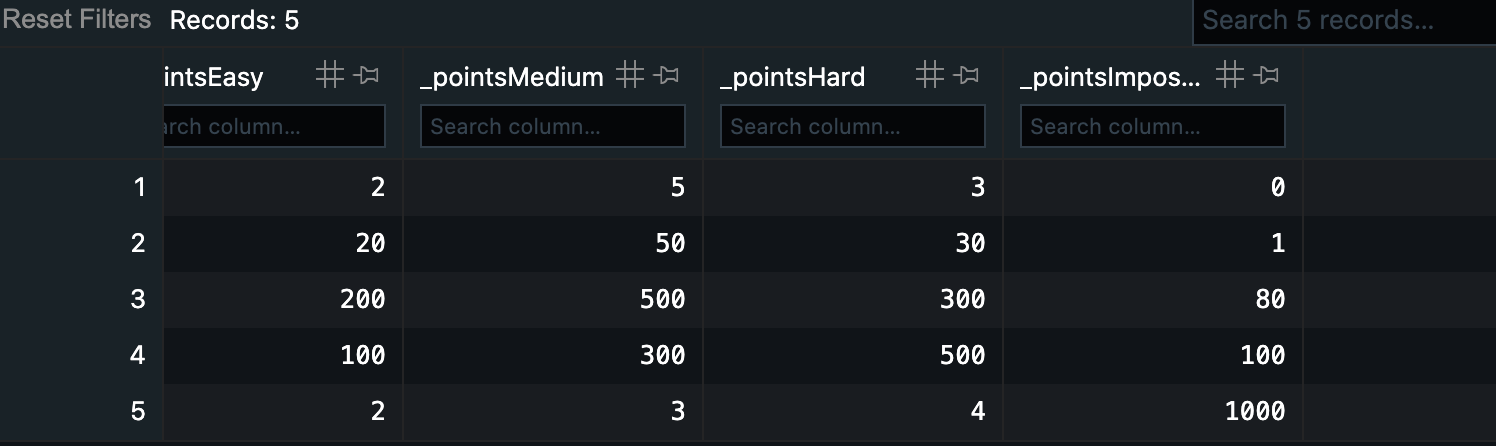 Reset Filters Records: 5 Search 5 records...
intsEasy _pointsMedium _pointsHard _pointsImpos...
rch column... Search column... Search column... Search column...
1 2 5 3 0
2 20 50 30 1
3 200 500 300 80
4 100 300 500 100
5 2 3 4 1000